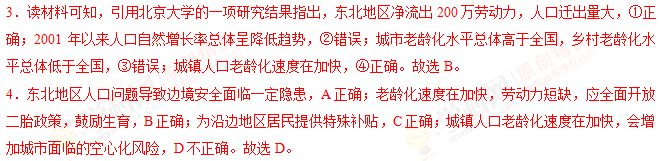 3．读材料可知，引用北京大学的一项研究结果指出，东北地区净流出 200 万劳动力，人口迁出量大，①正
确；2001 年以来人口自然增长率总体呈降低趋势，②错误；城市老龄化水平总体高于全国，乡村老龄化水
平总体低于全国，③错误；城镇人口老龄化速度在加快，④正确。故选 B。
4．东北地区人口问题导致边境安全面临一定隐患，A 正确；老龄化速度在加快，劳动力短缺，应全面开放
二胎政策，鼓励生育，B 正确；为沿边地区居民提供特殊补贴，C 正确；城镇人口老龄化速度在加快，会增
加城市面临的空心化风险，D 不正确。故选 D。